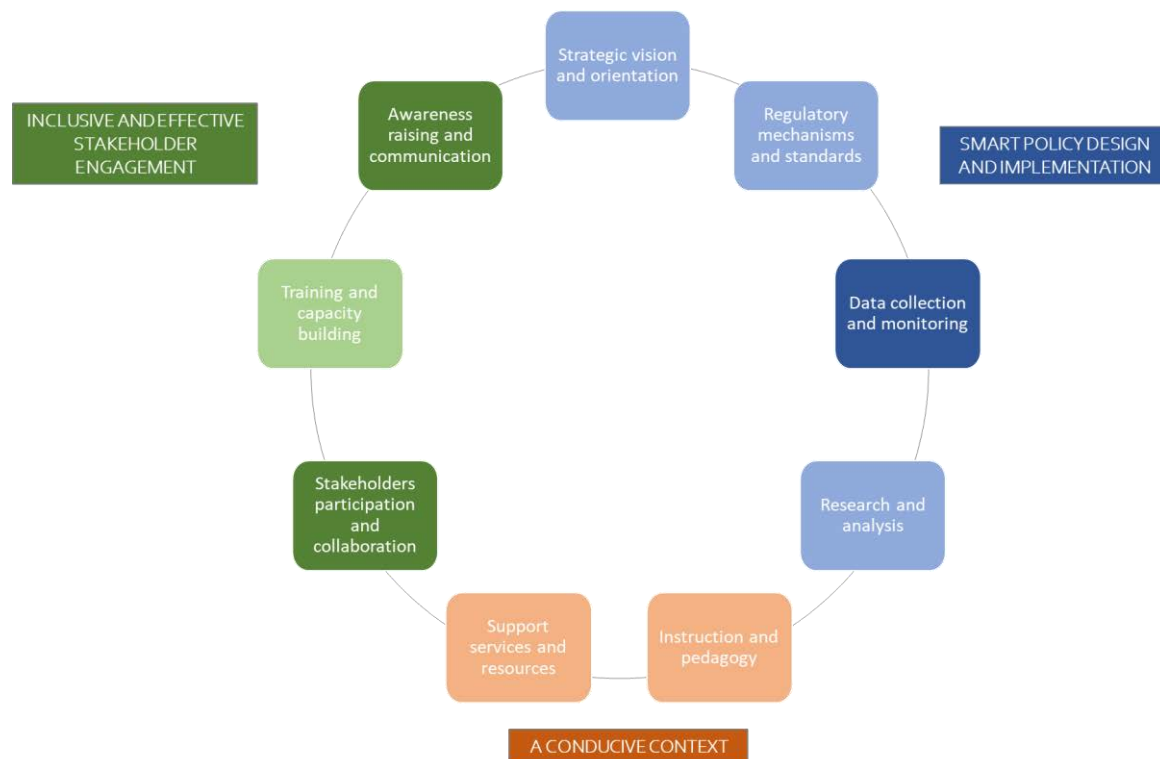 Strategic vision
and orientation
Awareness
raising and
communication
Regulatory
mechanisms
and standards
INCLUSIVE AND EFFECTIVE
STAKEHOLDER
ENGAGEMENT
SMART POLICY DESIGN
AND IMPLEMENTATION
Training and
capacity
building
Data collection
and monitoring
Stakeholders
participation
and
collaboration
Research and
analysis
Support
services and
resources
Instruction and
pedagogy
A CONDUCIVE CONTEXT